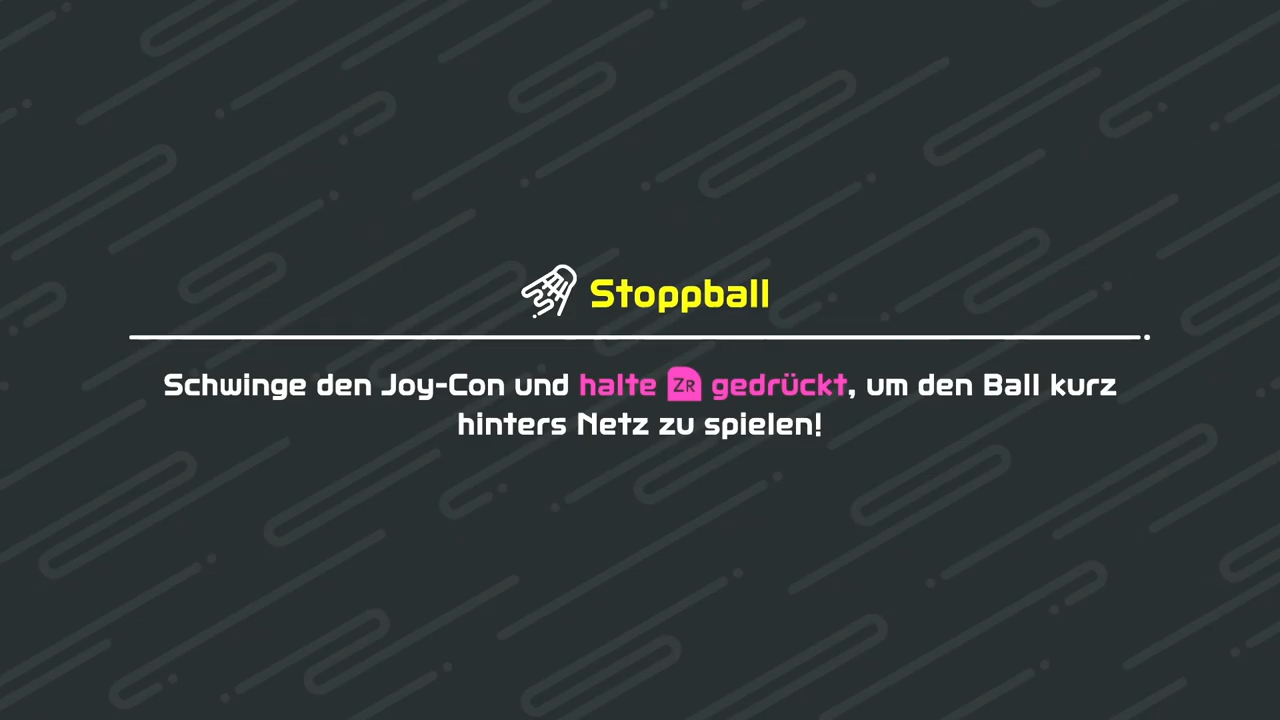 Stoppball
Schwinge den Joy-Con und halte ZR gedrückt, um den Ball kurz
hinters Netz zu spielen!